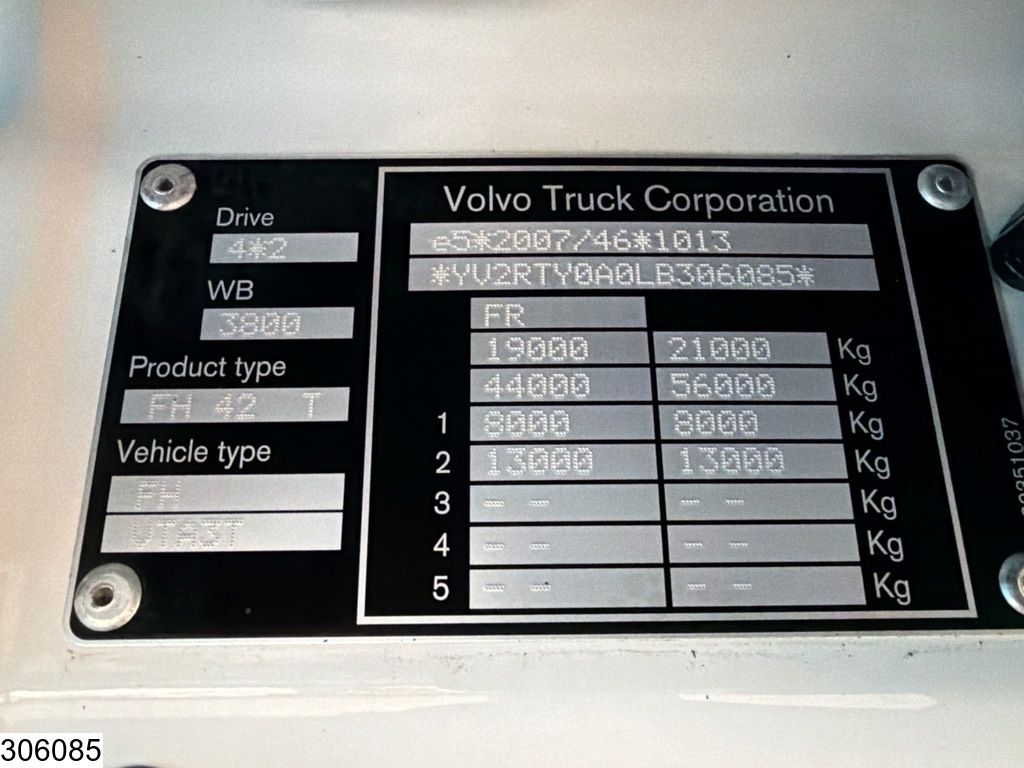 Drive
4*2
WB
3800
Product type
FH 42 T
Vehicle type
FH
VTA3T
Volvo Truck Corporation
e5*2007/46*1013
*YV2RTY0A0LB306085*
FR
19000 21000 Kg
44000 56000 Kg
1 8000 8000 Kg
2 13000 13000 Kg
3 -- -- -- -- Kg
4 -- -- -- -- Kg
5 -- -- -- -- Kg
306085